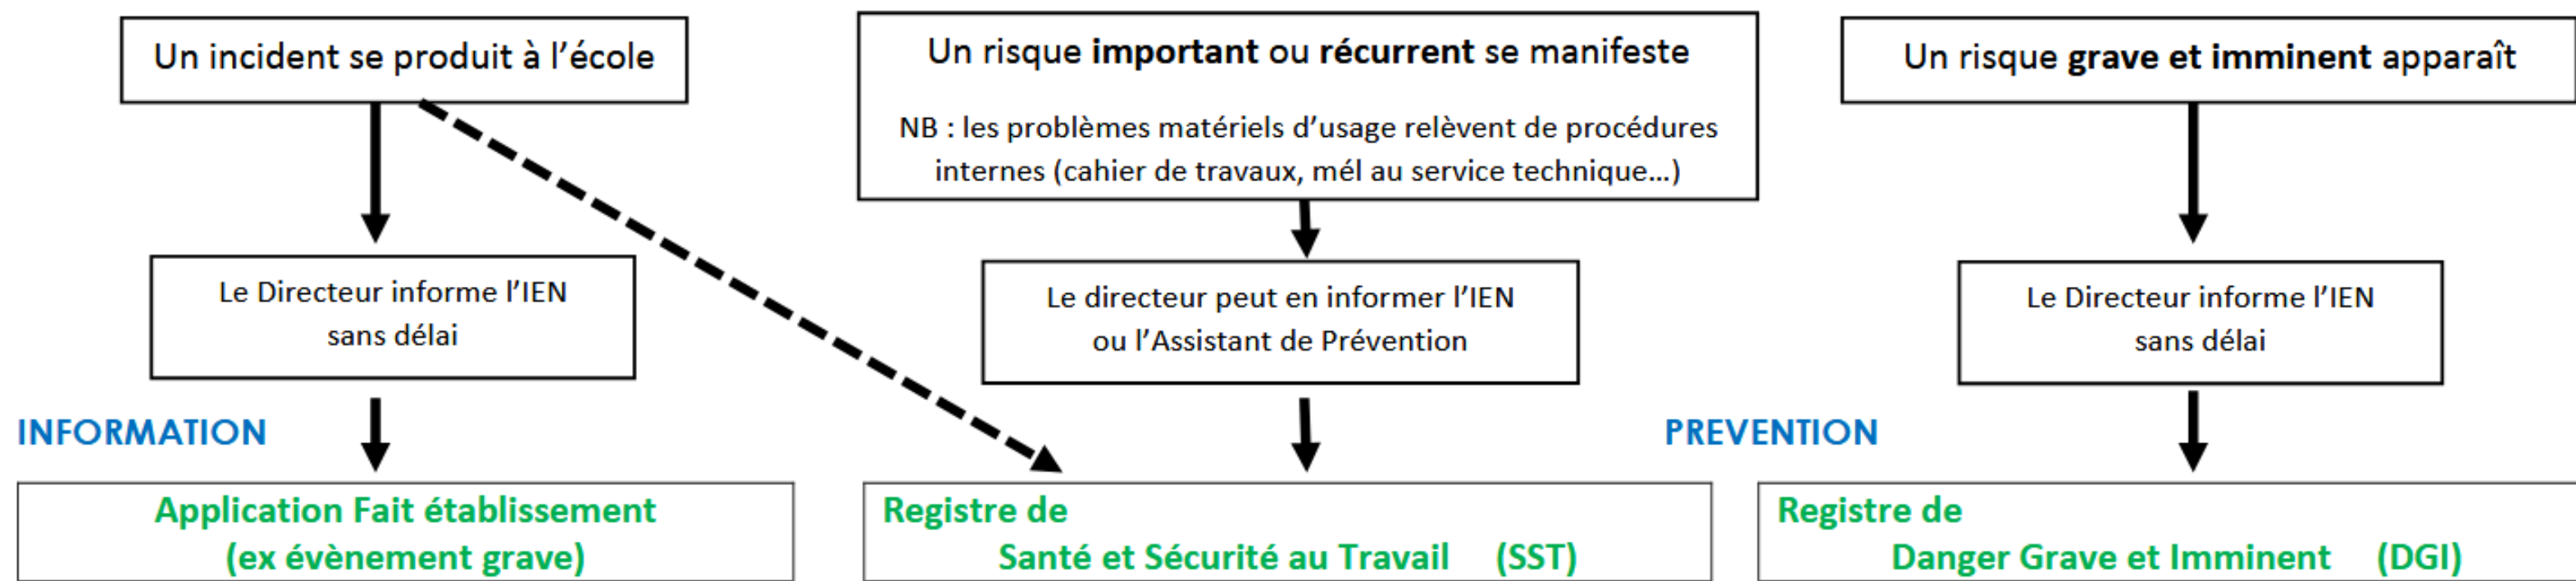 Un incident se produit à l'école
Un risque important ou récurrent se manifeste
NB : les problèmes matériels d'usage relèvent de procédures
internes (cahier de travaux, mél au service technique…)
Un risque grave et imminent apparaît
Le Directeur informe l'IEN
sans délai
Le directeur peut en informer l'IEN
ou l'Assistant de Prévention
Le Directeur informe l'IEN
sans délai
INFORMATION
PREVENTION
Application Fait établissement
(ex évènement grave)
Registre de
Santé et Sécurité au Travail (SST)
Registre de
Danger Grave et Imminent (DGI)